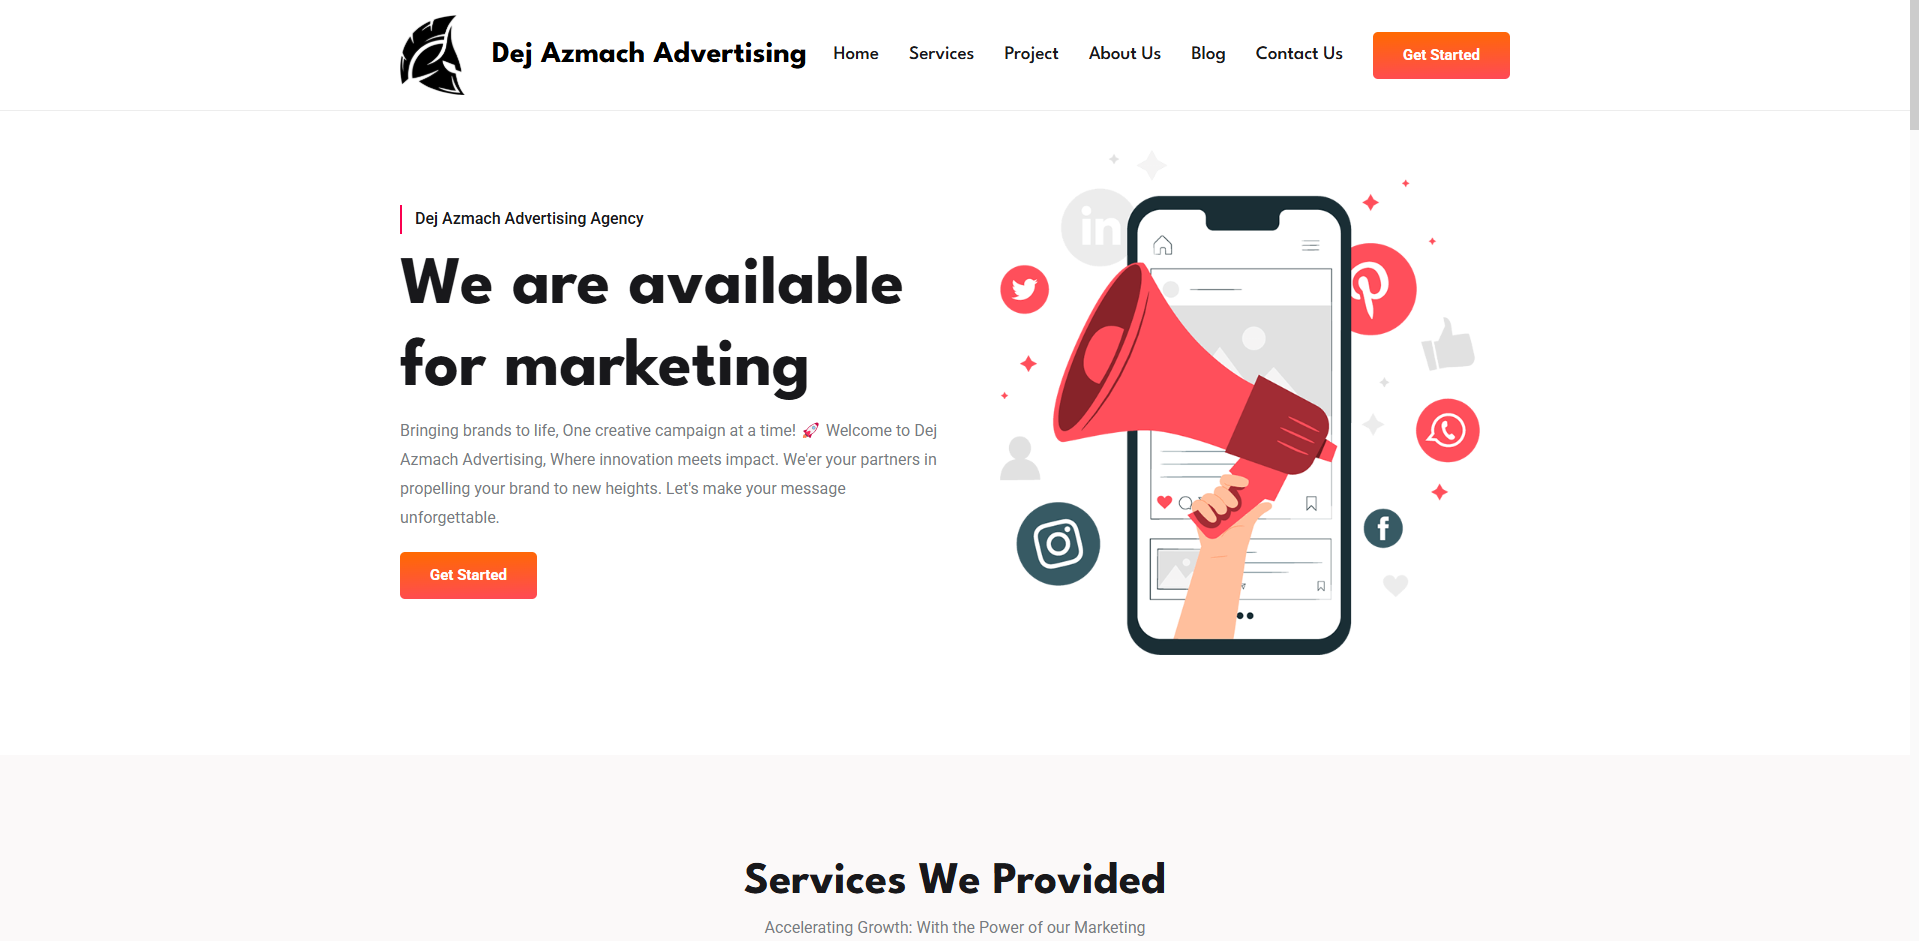 Dej Azmach Advertising
Home
Services
Project
About Us
Blog
Contact Us
Get Started
Dej Azmach Advertising Agency
We are available
for marketing
Bringing brands to life, One creative campaign at a time! 🚀 Welcome to Dej
Azmach Advertising, Where innovation meets impact. We'er your partners in
propelling your brand to new heights. Let's make your message
unforgettable.
Get Started
in
Services We Provided
Accelerating Growth: With the Power of our Marketing